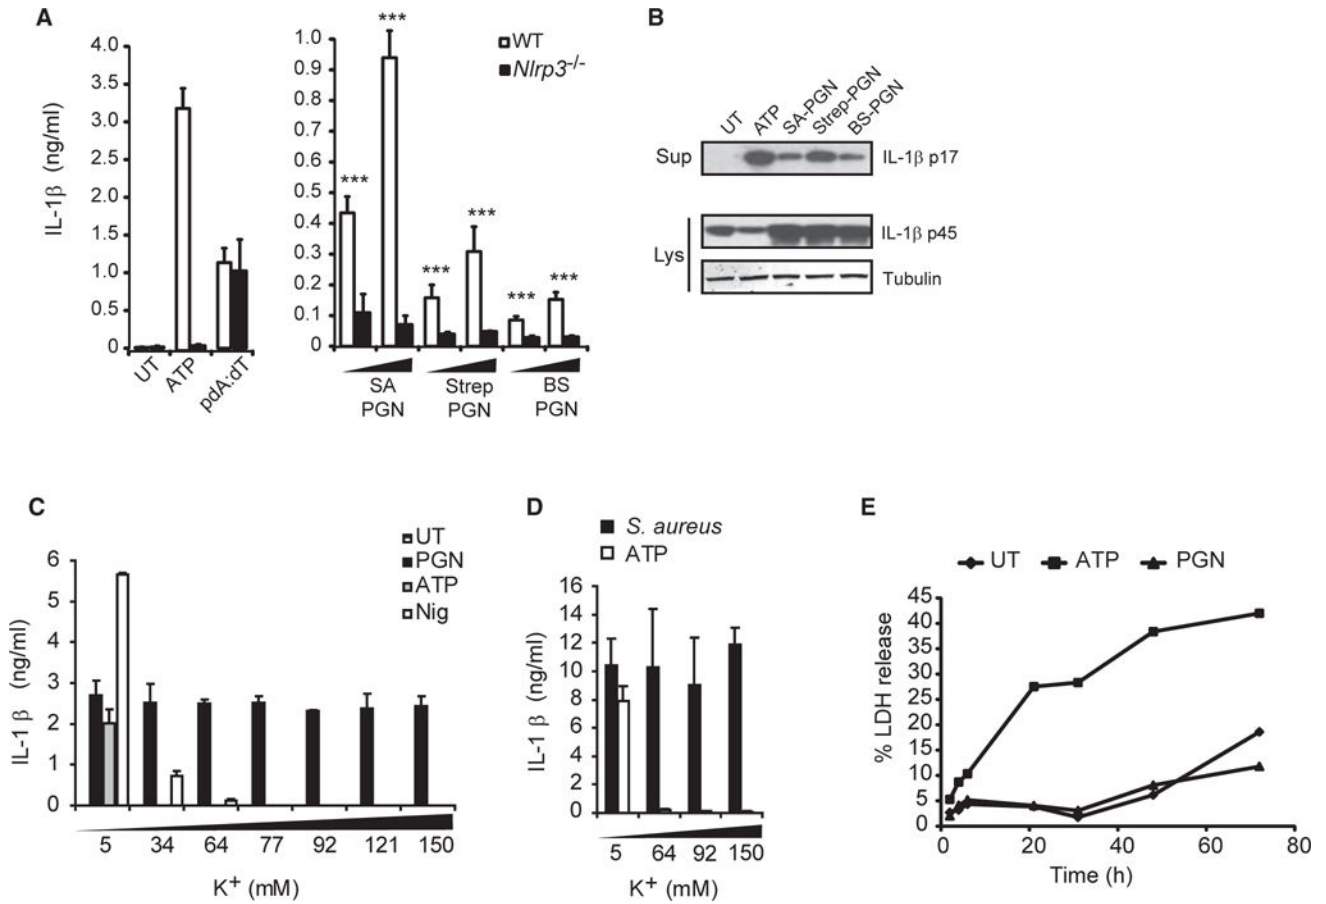 A
IL-1β (ng/ml)
4.0
3.5
3.0
2.5
2.0
1.5
1.0
0.5
0
UT
ATP
pdA:dT
1.0
0.9
0.8
0.7
0.6
0.5
0.4
0.3
0.2
0.1
0
***
***
***
***
***
***
WT
Nlrp3-/-
SA
PGN
Strep
PGN
BS
PGN
B
UT
ATP
SA-PGN
Strep-PGN
BS-PGN
Sup
IL-1β p17
Lys
IL-1β p45
Tubulin
C
UT
PGN
ATP
Nig
IL-1 β (ng/ml)
6
5
4
3
2
1
0
5 34 64 77 92 121 150
K+ (mM)
D
S. aureus
ATP
IL-1 β (ng/ml)
16
14
12
10
8
6
4
2
0
5 64 92 150
K+ (mM)
E
UT ATP PGN
% LDH release
45
40
35
30
25
20
15
10
5
0
0 20 40 60 80
Time (h)